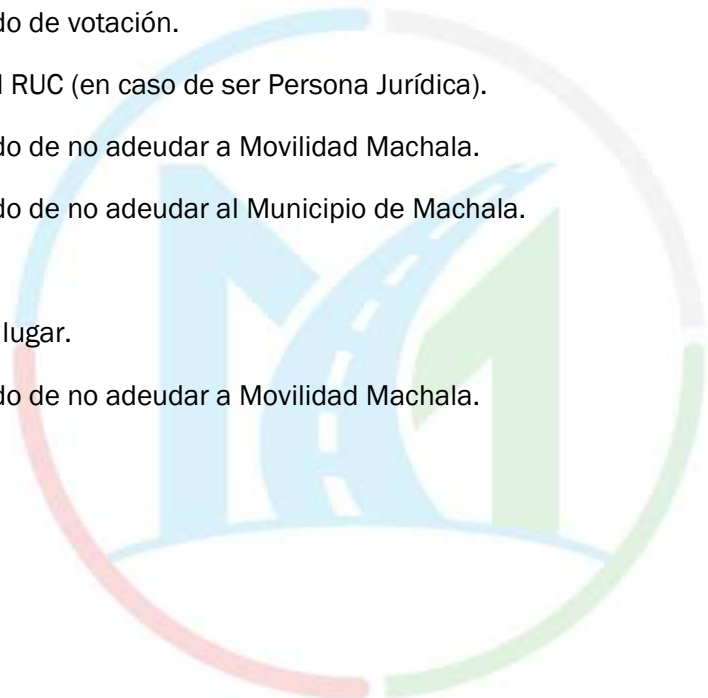 do de votación.
l RUC (en caso de ser Persona Jurídica).
do de no adeudar a Movilidad Machala.
do de no adeudar al Municipio de Machala.
lugar.
do de no adeudar a Movilidad Machala.